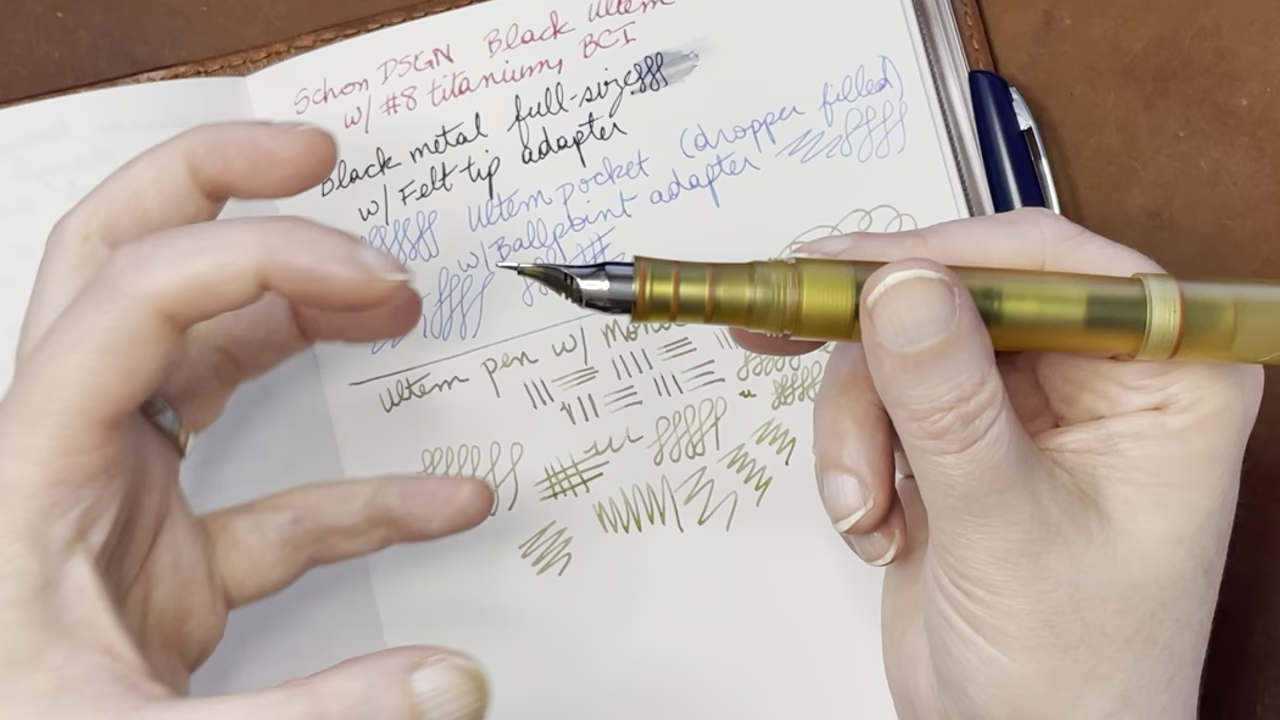 Schon DSGN Black Ultem
w/ #8 titanium, BCI
Black metal full-size
w/ Felt tip adapter
Ultem pocket (dropper filled)
w/ Ballpoint adapter
ultem pen w/